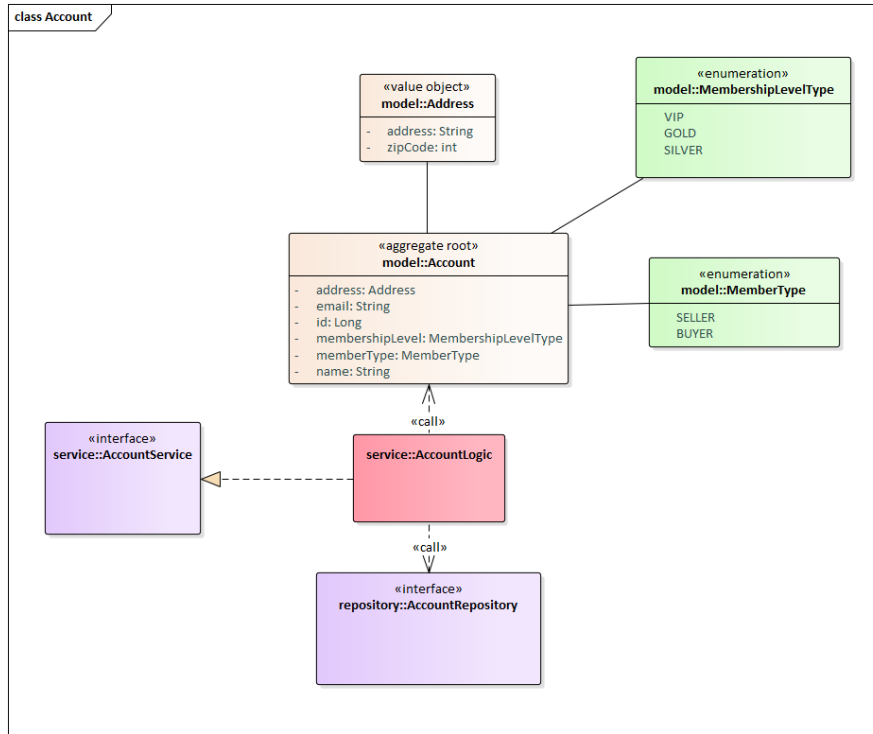 class Account
«value object»
model::Address
- address: String
- zipCode: int
«enumeration»
model::MembershipLevelType
VIP
GOLD
SILVER
«aggregate root»
model::Account
- address: Address
- email: String
- id: Long
- membershipLevel: MembershipLevelType
- memberType: MemberType
- name: String
«enumeration»
model::MemberType
SELLER
BUYER
«call»
«interface»
service::AccountService
service::AccountLogic
«call»
«interface»
repository::AccountRepository